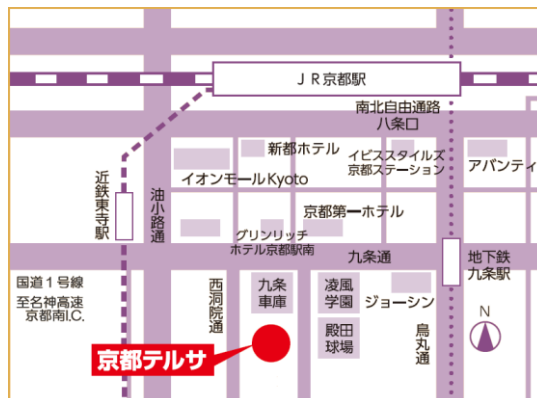 JR京都駅
南北自由通路
八条口
新都ホテル
イビススタイルズ
京都ステーション
アバンティ
イオンモールKyoto
近鉄東寺駅
油小路通
京都第一ホテル
グリンリッチ
ホテル京都駅南
九条通
地下鉄
九条駅
国道1号線
至名神高速
京都南I.C.
西洞院通
九条
車庫
凌風
学園
ジョーシン
殿田
球場
烏丸通
N
京都テルサ